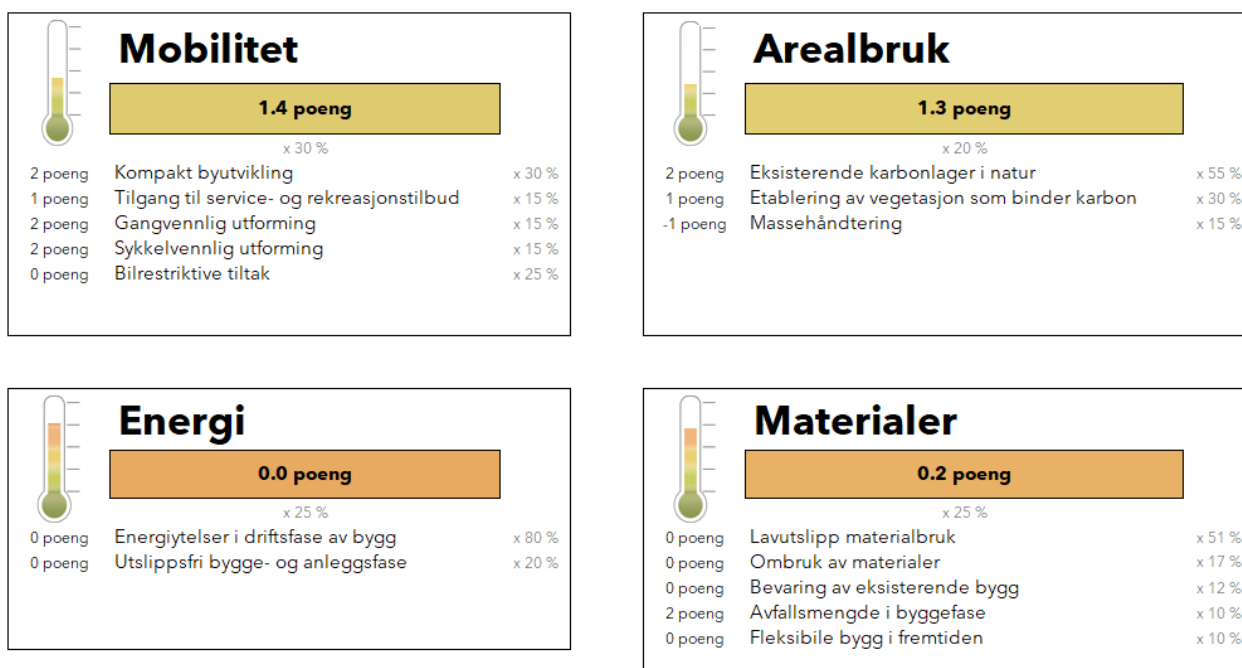 Mobilitet
1.4 poeng
x 30 %
2 poeng Kompakt byutvikling x 30 %
1 poeng Tilgang til service- og rekreasjonstilbud x 15 %
2 poeng Gangvennlig utforming x 15 %
2 poeng Sykkelvennlig utforming x 15 %
0 poeng Bilrestriktive tiltak x 25 %
Arealbruk
1.3 poeng
x 20 %
2 poeng Eksisterende karbonlager i natur x 55 %
1 poeng Etablering av vegetasjon som binder karbon x 30 %
-1 poeng Massehåndtering x 15 %
Energi
0.0 poeng
x 25 %
0 poeng Energiytelser i driftsfase av bygg x 80 %
0 poeng Utslippsfri bygge- og anleggsfase x 20 %
Materialer
0.2 poeng
x 25 %
0 poeng Lavutslipp materialbruk x 51 %
0 poeng Ombruk av materialer x 17 %
0 poeng Bevaring av eksisterende bygg x 12 %
2 poeng Avfallsmengde i byggefase x 10 %
0 poeng Fleksibile bygg i fremtiden x 10 %